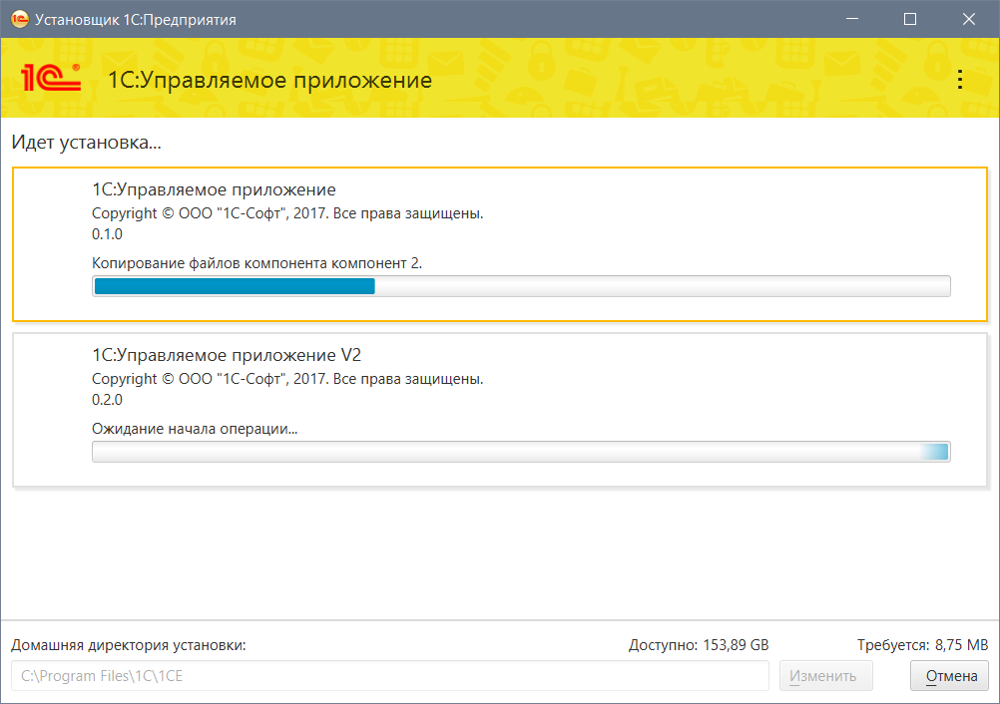 Установщик 1С:Предприятия
1С® 1С:Управляемое приложение
Идет установка...
1С:Управляемое приложение
Copyright © ООО "1С-Софт", 2017. Все права защищены.
0.1.0
Копирование файлов компонента компонент 2.
1С:Управляемое приложение V2
Copyright © ООО "1С-Софт", 2017. Все права защищены.
0.2.0
Ожидание начала операции...
Домашняя директория установки: Доступно: 153,89 GB Требуется: 8,75 MB
C:\Program Files\1C\1CE Изменить Отмена